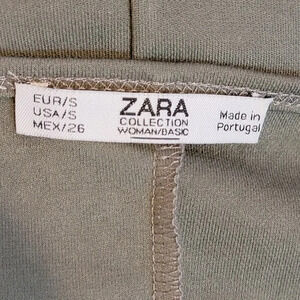 EUR/S
USA/S
MEX/26
ZARA
COLLECTION
WOMAN/BASIC
Made in
Portugal